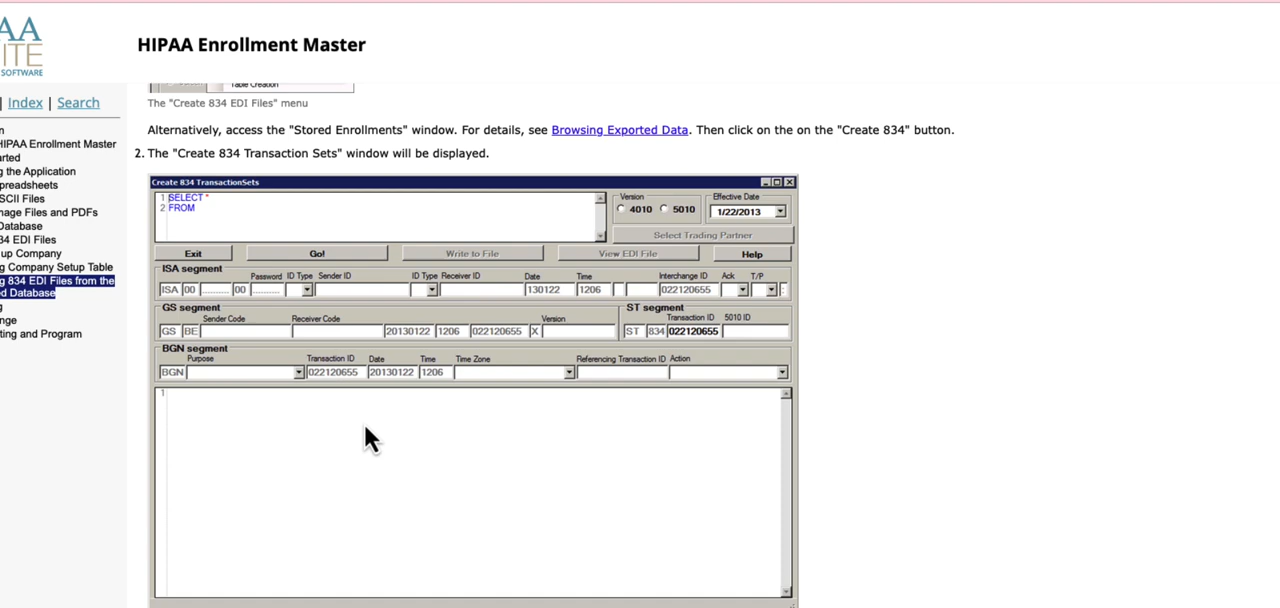 AA
ITE
SOFTWARE
HIPAA Enrollment Master
| Index | Search
HIPAA Enrollment Master
arted
g the Application
preadsheets
SCII Files
mage Files and PDFs
Database
34 EDI Files
up Company
ng Company Setup Table
g 834 EDI Files from the
ed Database
g
nge
ting and Program
Table Creation
The "Create 834 EDI Files" menu
Alternatively, access the "Stored Enrollments" window. For details, see Browsing Exported Data. Then click on the on the "Create 834" button.
2. The "Create 834 Transaction Sets" window will be displayed.
Create 834 TransactionSets
1 SELECT *
2 FROM
Version
4010 5010
Effective Date
1/22/2013
Select Trading Partner
Exit Go! Write to File View EDI File Help
ISA segment
Password ID Type Sender ID ID Type Receiver ID Date Time Interchange ID Ack T/P
ISA 00 .......... 00 .......... 130122 1206 022120655 :
GS segment
Sender Code Receiver Code Version
GS BE 20130122 1206 022120655 X
ST segment
Transaction ID 5010 ID
ST 834 022120655
BGN segment
Purpose Transaction ID Date Time Time Zone Referencing Transaction ID Action
BGN 022120655 20130122 1206
1